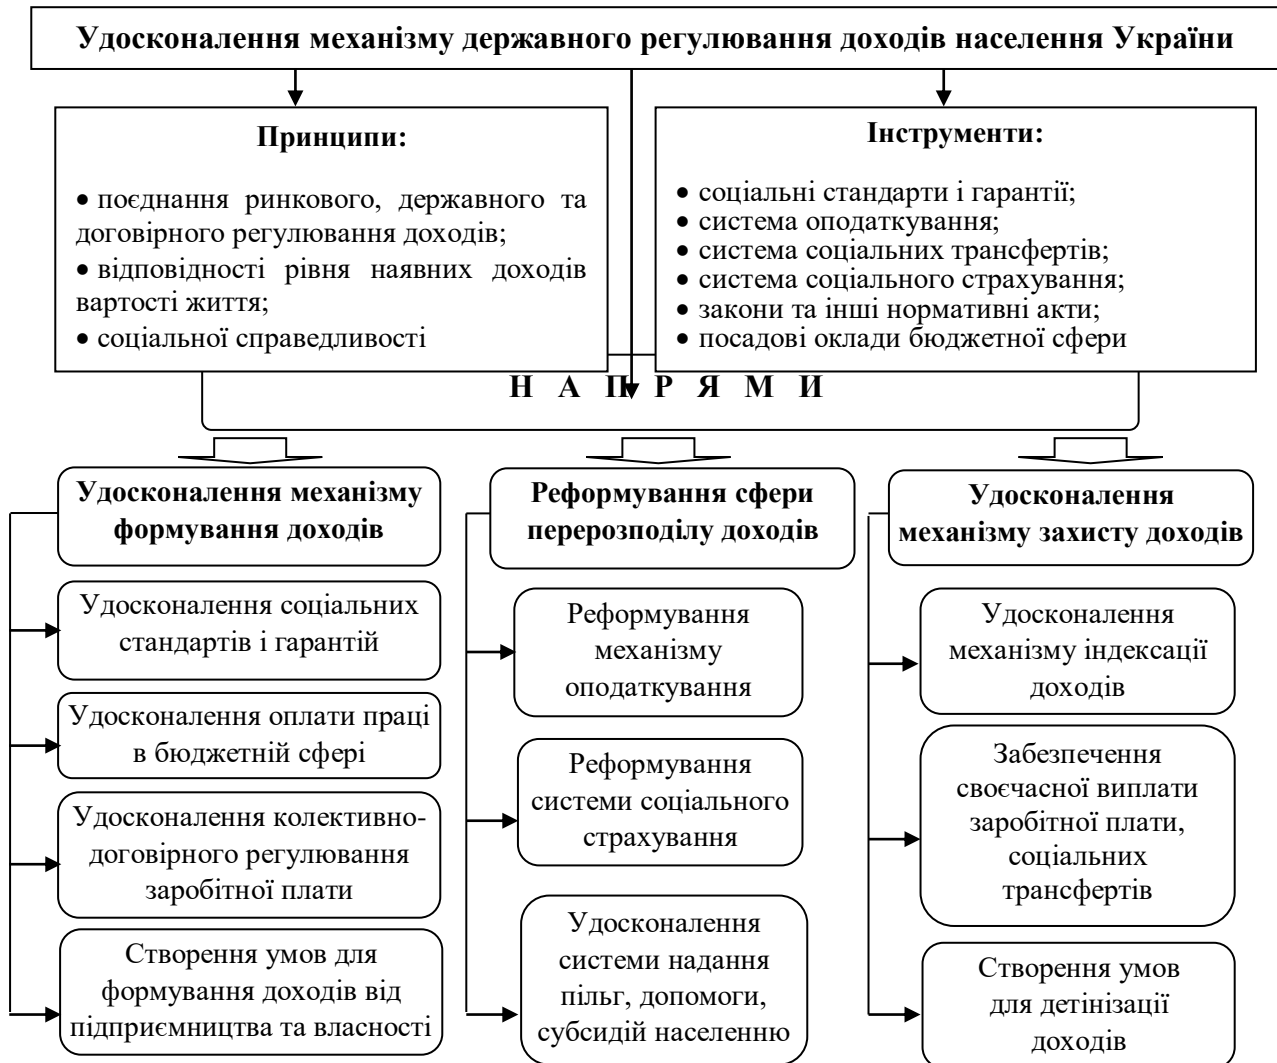 Удосконалення механізму державного регулювання доходів населення України
Принципи:
• поєднання ринкового, державного та
договірного регулювання доходів;
• відповідності рівня наявних доходів
вартості життя;
• соціальної справедливості
Інструменти:
• соціальні стандарти і гарантії;
• система оподаткування;
• система соціальних трансфертів;
• система соціального страхування;
• закони та інші нормативні акти;
• посадові оклади бюджетної сфери
Н А П Р Я М И
Удосконалення механізму
формування доходів
Удосконалення соціальних
стандартів і гарантій
Удосконалення оплати праці
в бюджетній сфері
Удосконалення колективно-
договірного регулювання
заробітної плати
Створення умов для
формування доходів від
підприємництва та власності
Реформування сфери
перерозподілу доходів
Реформування
механізму
оподаткування
Реформування
системи соціального
страхування
Удосконалення
системи надання
пільг, допомоги,
субсидій населенню
Удосконалення
механізму захисту доходів
Удосконалення
механізму індексації
доходів
Забезпечення
своєчасної виплати
заробітної плати,
соціальних
трансфертів
Створення умов
для детінізації
доходів